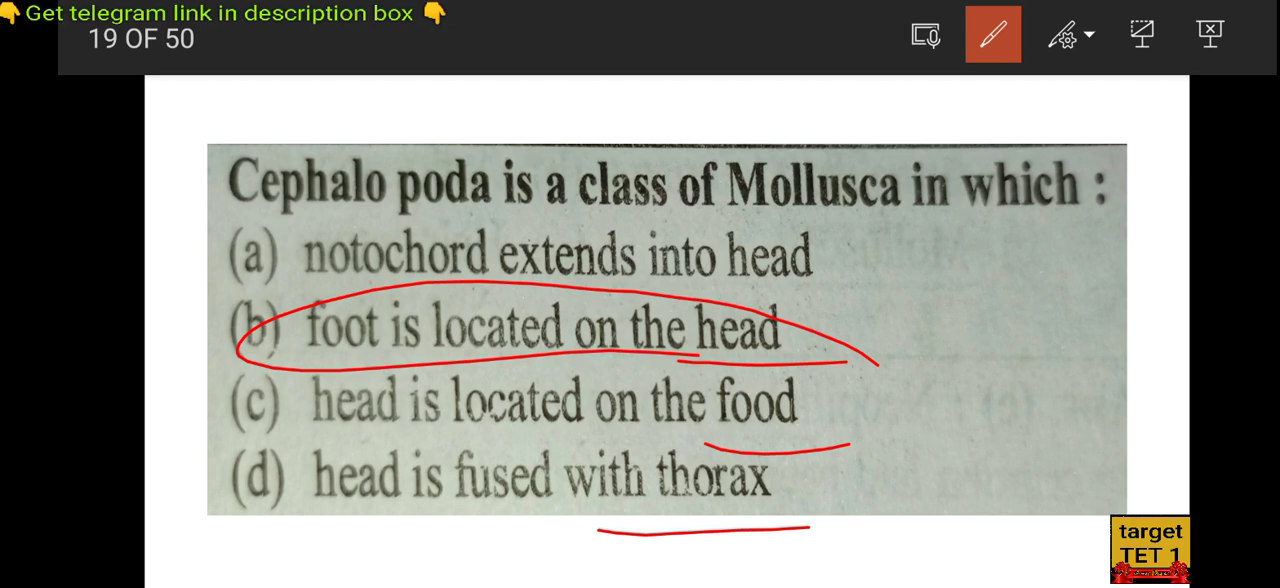 👇 Get telegram link in description box 👇
19 OF 50
Cephalo poda is a class of Mollusca in which :
(a) notochord extends into head
(b) foot is located on the head
(c) head is located on the food
(d) head is fused with thorax
target
TET 1